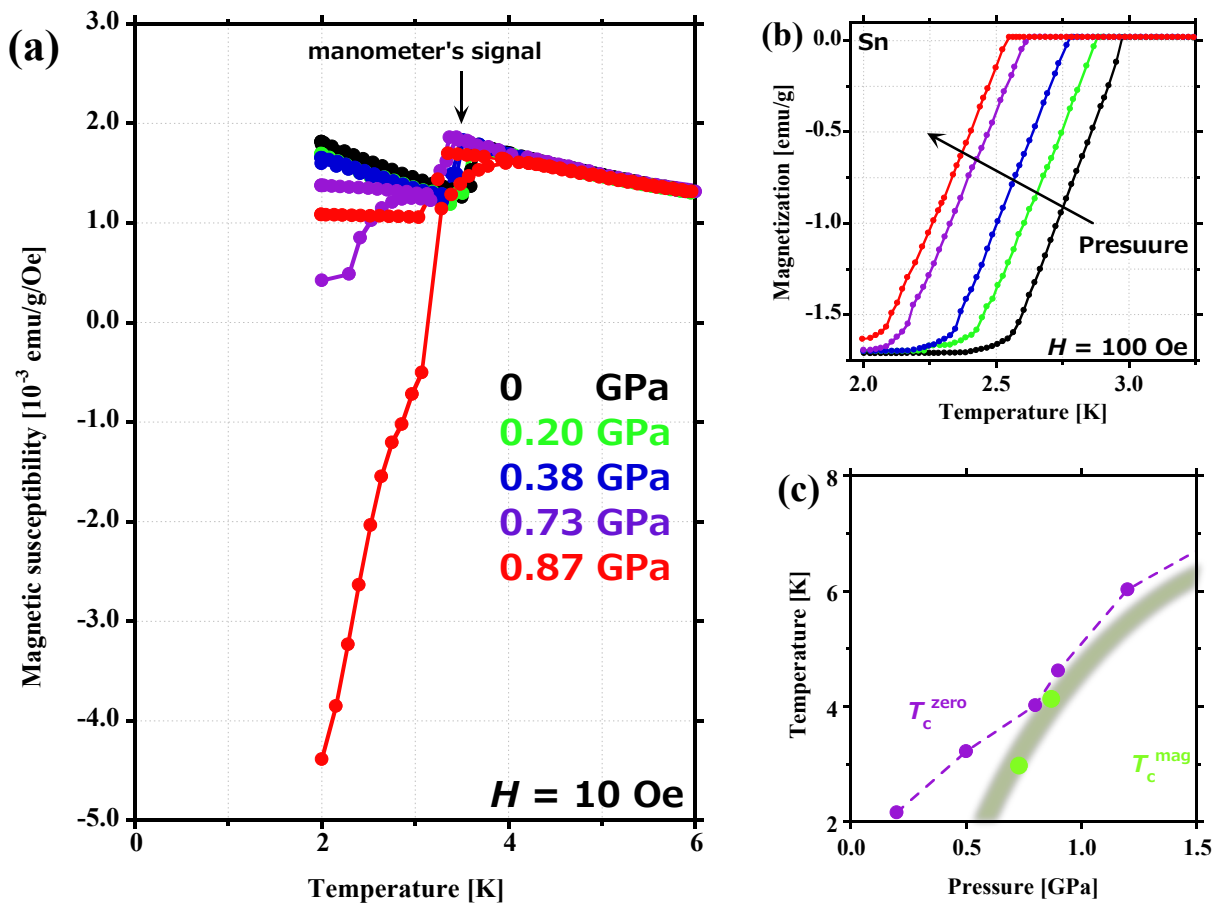 (a)
manometer's signal
3.0
2.0
1.0
0.0
-1.0
-2.0
-3.0
-4.0
-5.0
Magnetic susceptibility [10⁻³ emu/g/Oe]
0 GPa
0.20 GPa
0.38 GPa
0.73 GPa
0.87 GPa
H = 10 Oe
0 2 4 6
Temperature [K]
(b)
Sn
0.0
-0.5
-1.0
-1.5
Magnetization [emu/g]
Presuure
H = 100 Oe
2.0 2.5 3.0
Temperature [K]
(c)
8
6
4
2
Temperature [K]
T_c^zero
T_c^mag
0.0 0.5 1.0 1.5
Pressure [GPa]